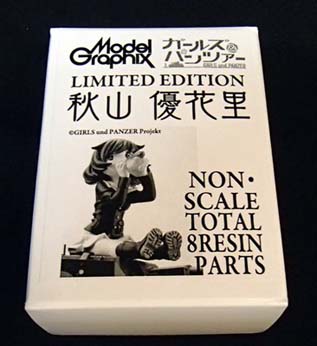 Model Graphix
ガールズ&パンツァー
GIRLS und PANZER
LIMITED EDITION
秋山 優花里
©GIRLS und PANZER Projekt
NON・
SCALE
TOTAL
8RESIN
PARTS